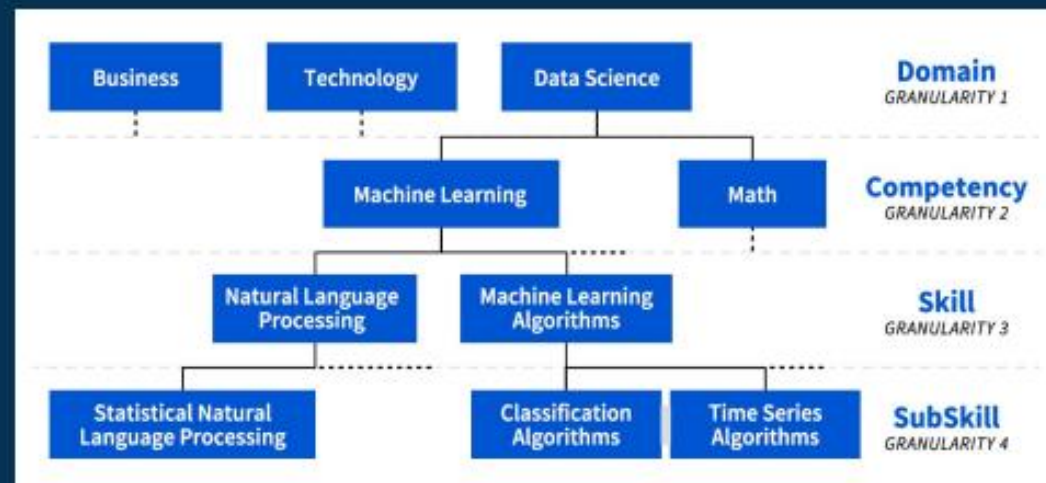 Business
Technology
Data Science
Domain
GRANULARITY 1
Machine Learning
Math
Competency
GRANULARITY 2
Natural Language
Processing
Machine Learning
Algorithms
Skill
GRANULARITY 3
Statistical Natural
Language Processing
Classification
Algorithms
Time Series
Algorithms
SubSkill
GRANULARITY 4